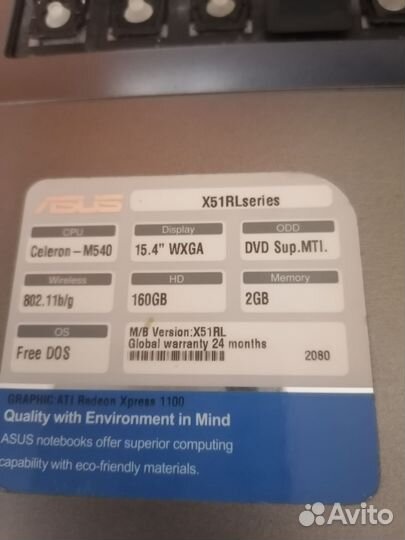 ASUS
X51RLseries
CPU
Display
ODD
Celeron-M540
15.4" WXGA
DVD Sup.MTI.
Wireless
HD
Memory
802.11b/g
160GB
2GB
OS
M/B Version:X51RL
Global warranty 24 months
Free DOS
2080
GRAPHIC ATI Radeon Xpress 1100
Quality with Environment in Mind
ASUS notebooks offer superior computing
capability with eco-friendly materials.
Avito